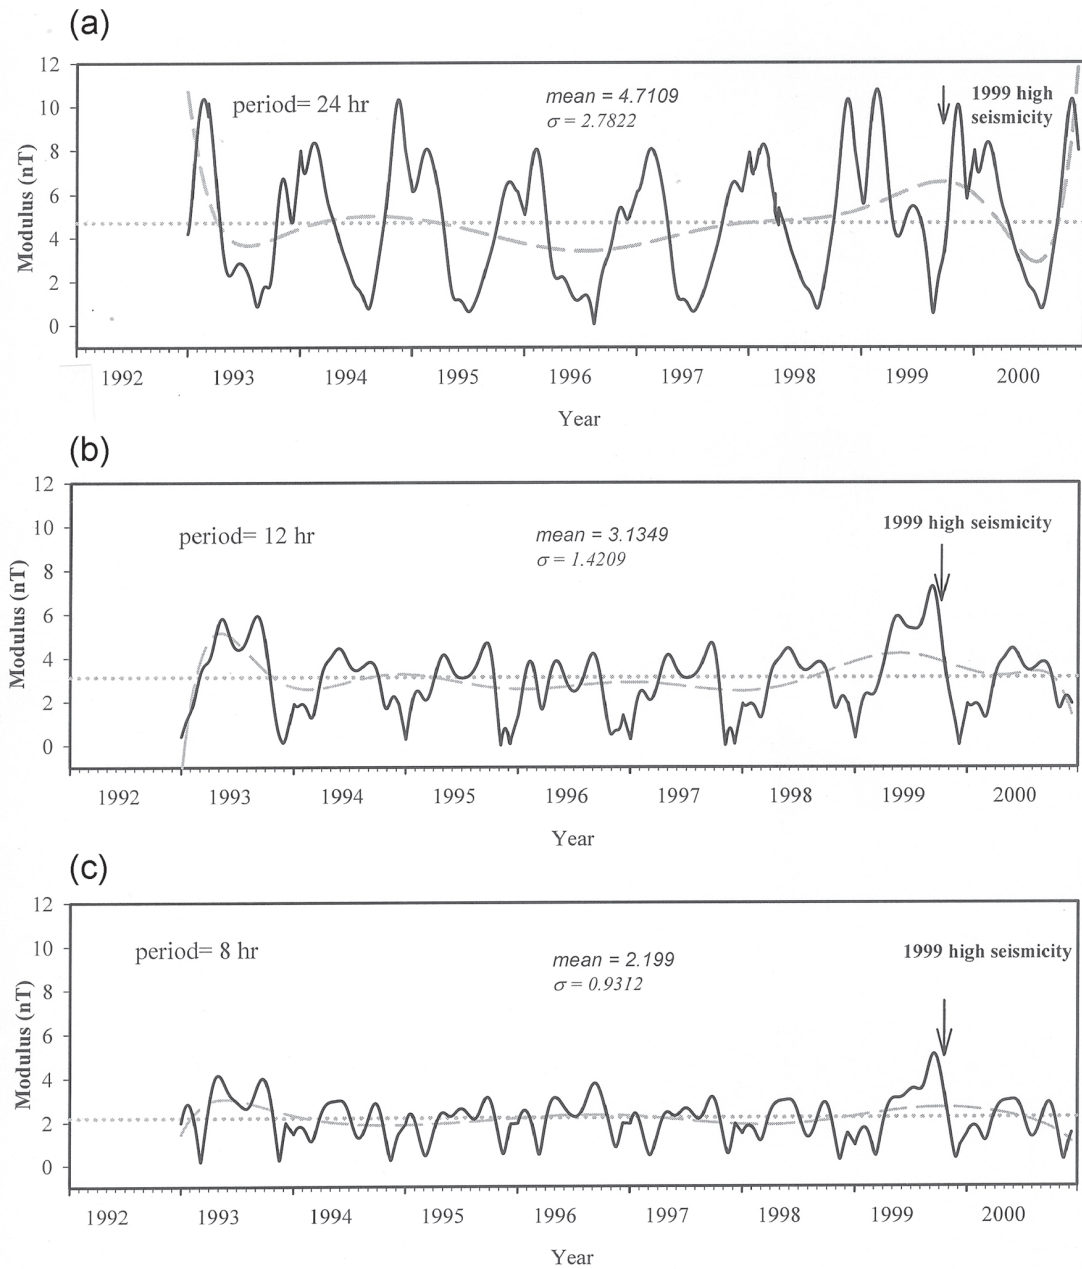 (a)
12
10
8
6
4
2
0
Modulus (nT)
period= 24 hr
mean = 4.7109
σ = 2.7822
1999 high
seismicity
1992 1993 1994 1995 1996 1997 1998 1999 2000
Year
(b)
12
10
8
6
4
2
0
Modulus (nT)
period= 12 hr
mean = 3.1349
σ = 1.4209
1999 high seismicity
1992 1993 1994 1995 1996 1997 1998 1999 2000
Year
(c)
12
10
8
6
4
2
0
Modulus (nT)
period= 8 hr
mean = 2.199
σ = 0.9312
1999 high seismicity
1992 1993 1994 1995 1996 1997 1998 1999 2000
Year